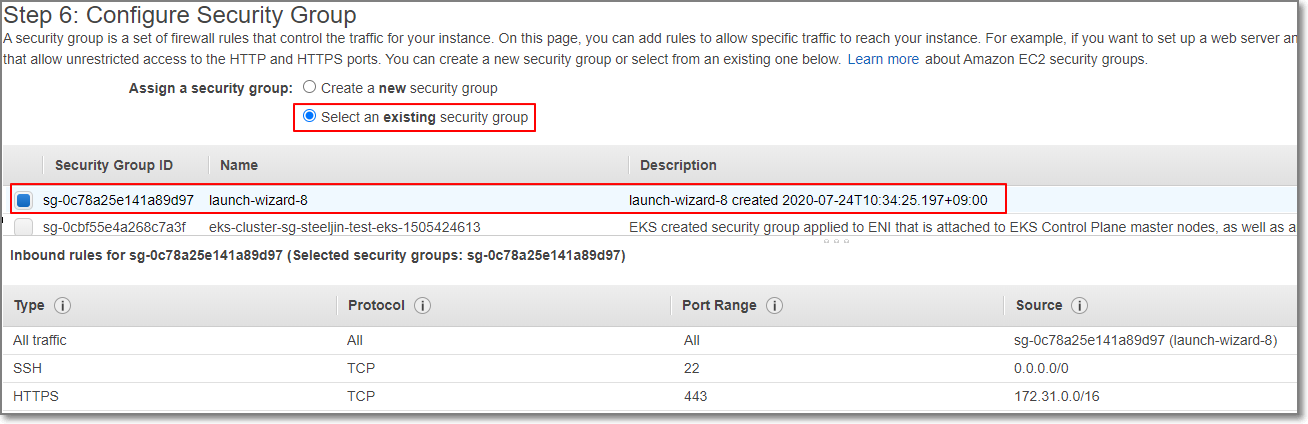 Step 6: Configure Security Group
A security group is a set of firewall rules that control the traffic for your instance. On this page, you can add rules to allow specific traffic to reach your instance. For example, if you want to set up a web server an
that allow unrestricted access to the HTTP and HTTPS ports. You can create a new security group or select from an existing one below. Learn more about Amazon EC2 security groups.
Assign a security group: Create a new security group
Select an existing security group
Security Group ID Name Description
sg-0c78a25e141a89d97 launch-wizard-8 launch-wizard-8 created 2020-07-24T10:34:25.197+09:00
sg-0cbf55e4a268c7a3f eks-cluster-sg-steeljin-test-eks-1505424613 EKS created security group applied to ENI that is attached to EKS Control Plane master nodes, as well as a
Inbound rules for sg-0c78a25e141a89d97 (Selected security groups: sg-0c78a25e141a89d97)
Type i Protocol i Port Range i Source i
All traffic All All sg-0c78a25e141a89d97 (launch-wizard-8)
SSH TCP 22 0.0.0.0/0
HTTPS TCP 443 172.31.0.0/16